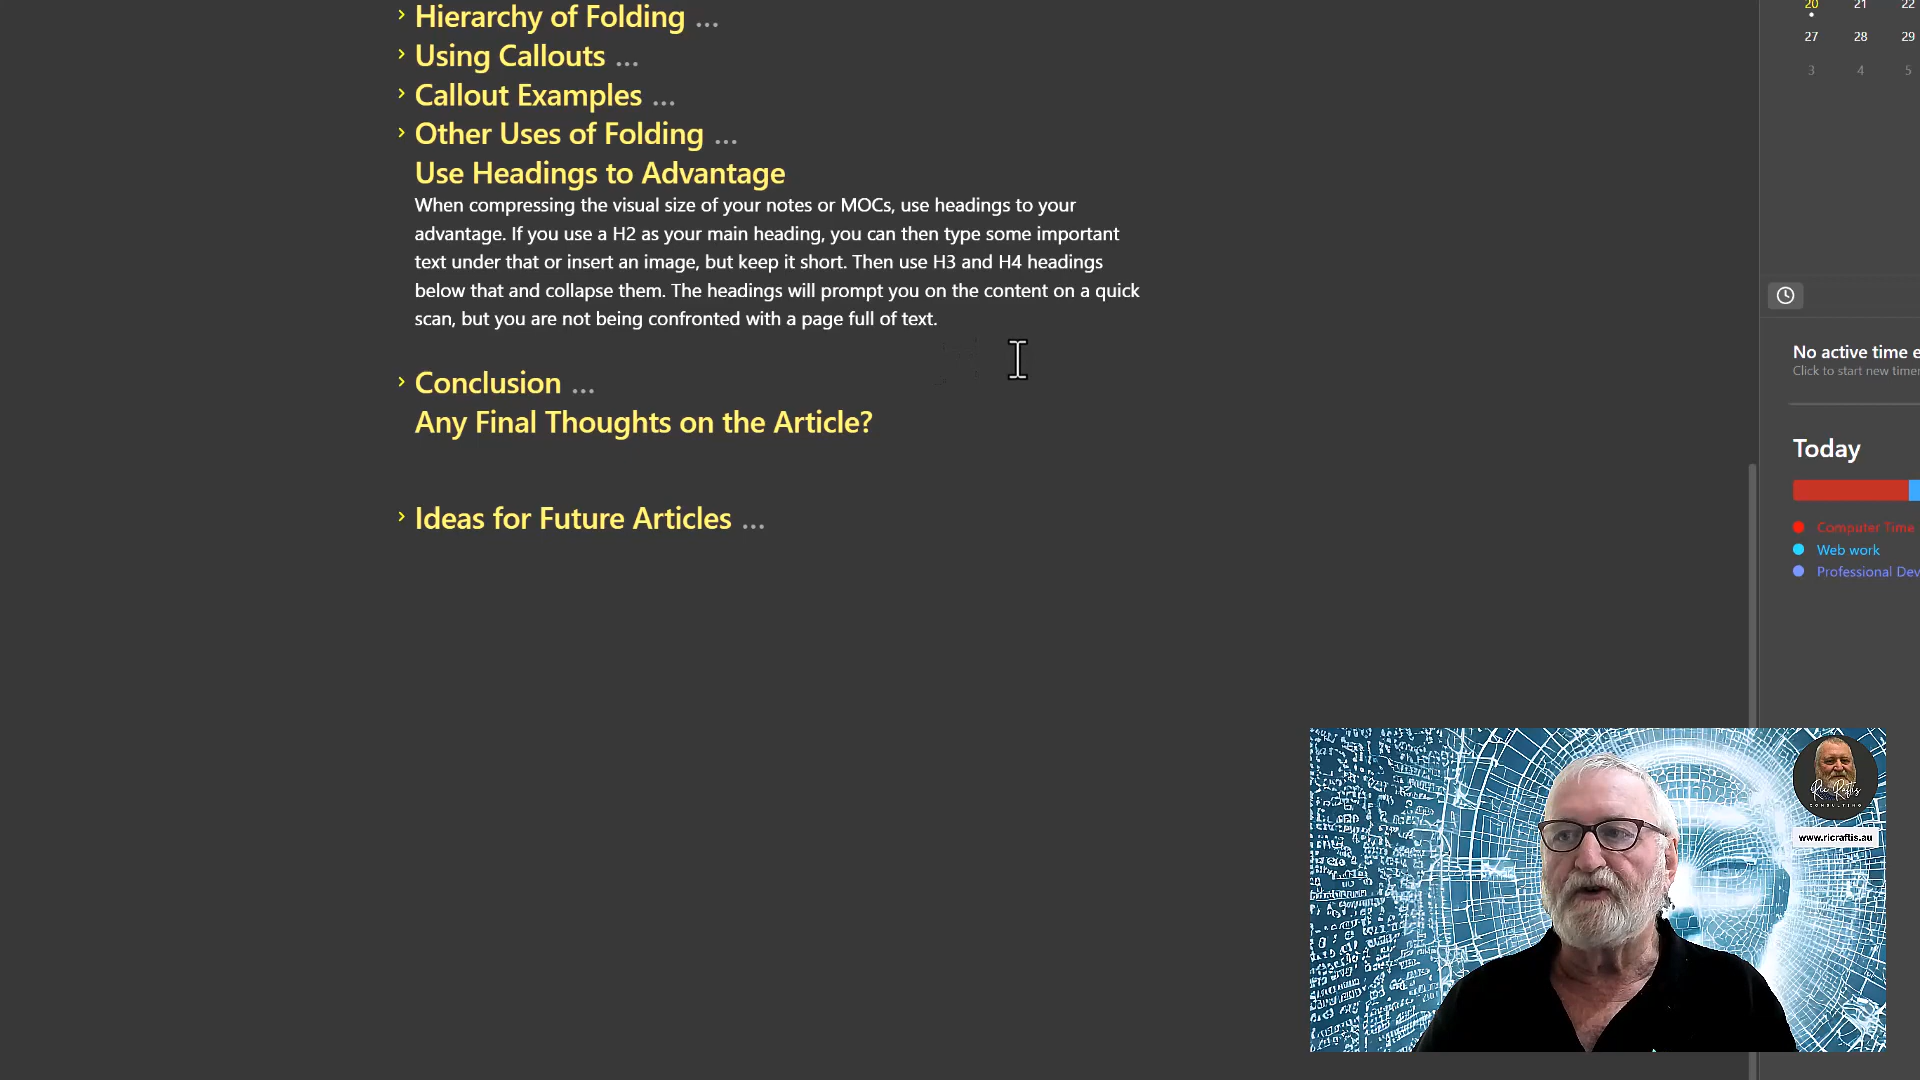 Hierarchy of Folding ...
20 21 22
Using Callouts ...
27 28 29
Callout Examples ...
3 4 5
Other Uses of Folding ...
Use Headings to Advantage
When compressing the visual size of your notes or MOCs, use headings to your
advantage. If you use a H2 as your main heading, you can then type some important
text under that or insert an image, but keep it short. Then use H3 and H4 headings
below that and collapse them. The headings will prompt you on the content on a quick
scan, but you are not being confronted with a page full of text.
Conclusion ...
Any Final Thoughts on the Article?
Ideas for Future Articles ...
No active time e
Click to start new timer
Today
Computer Time
Web work
Professional Dev
Ric Raftis
CONSULTING
www.ricraftis.au